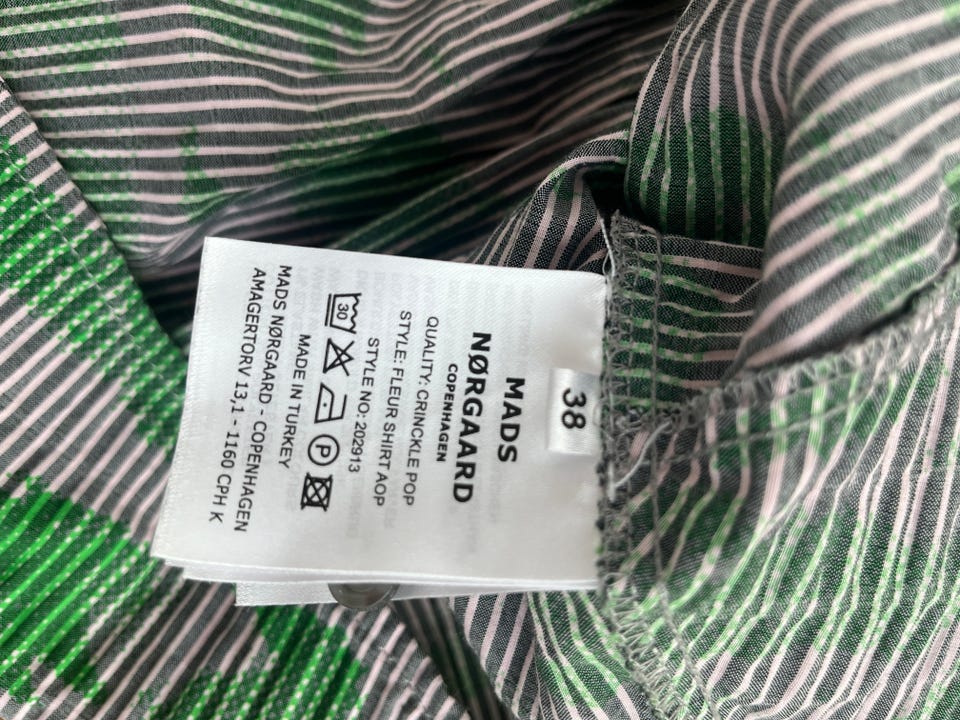 38
MADS
NØRGAARD
COPENHAGEN
QUALITY: CRINCKLE POP
STYLE: FLEUR SHIRT AOP
STYLE NO: 202913
30 P
MADE IN TURKEY
MADS NØRGAARD - COPENHAGEN
AMAGERTORV 13,1 - 1160 CPH K